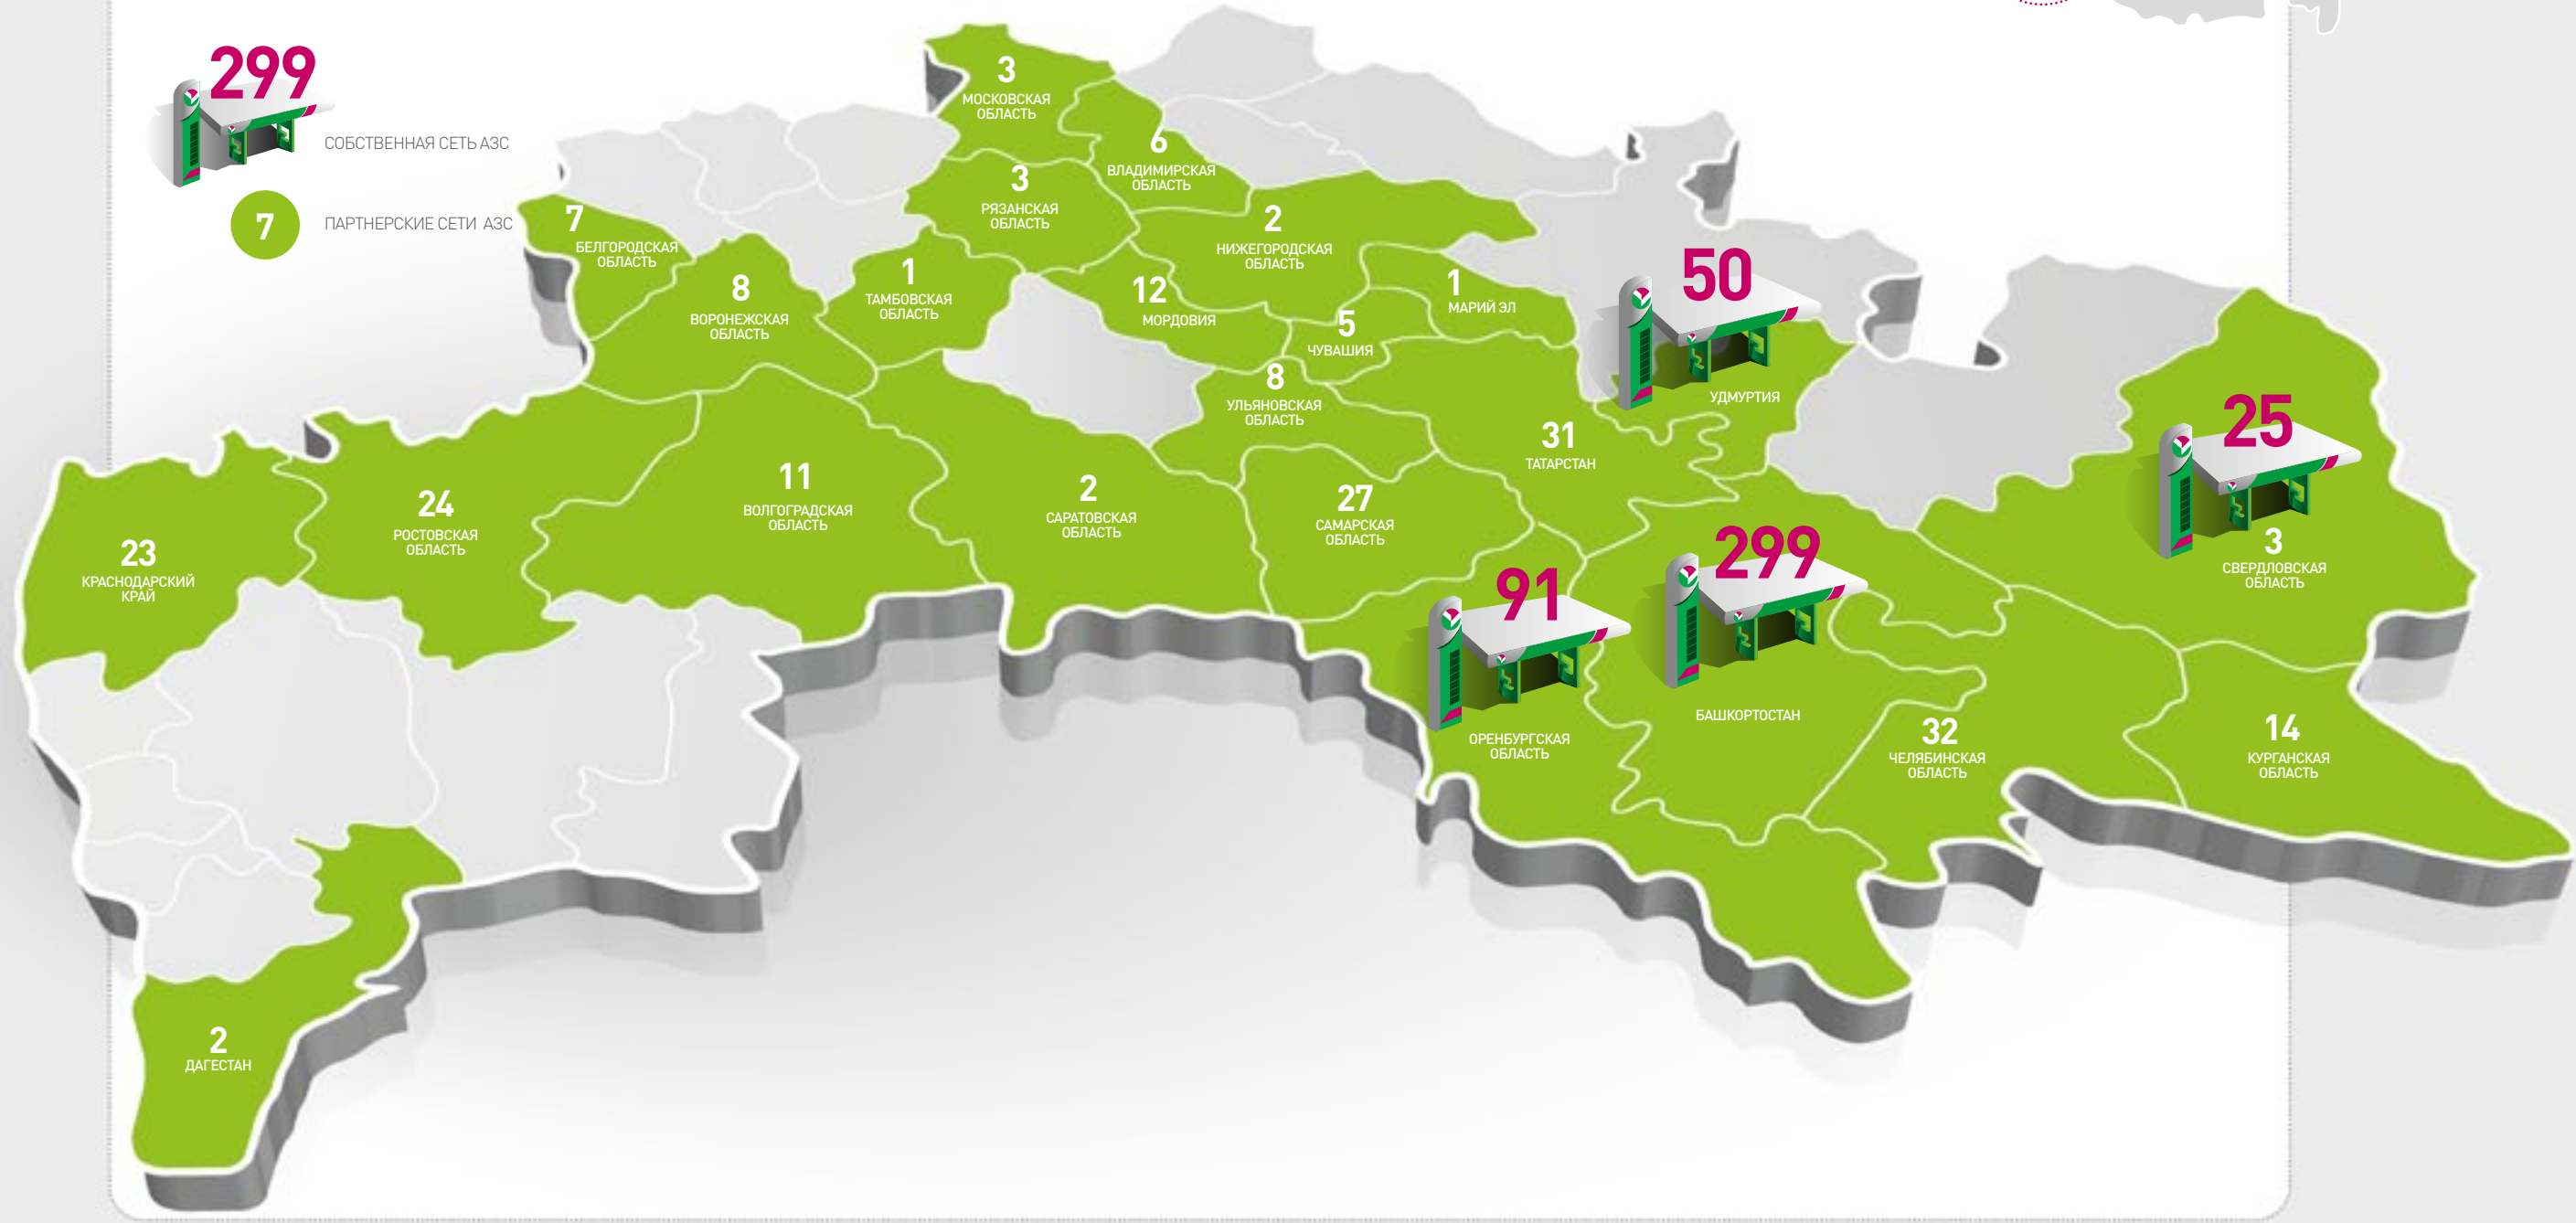 299
СОБСТВЕННАЯ СЕТЬ АЗС
7
ПАРТНЕРСКИЕ СЕТИ АЗС
3
МОСКОВСКАЯ
ОБЛАСТЬ
6
ВЛАДИМИРСКАЯ
ОБЛАСТЬ
3
РЯЗАНСКАЯ
ОБЛАСТЬ
7
БЕЛГОРОДСКАЯ
ОБЛАСТЬ
2
НИЖЕГОРОДСКАЯ
ОБЛАСТЬ
8
ВОРОНЕЖСКАЯ
ОБЛАСТЬ
1
ТАМБОВСКАЯ
ОБЛАСТЬ
12
МОРДОВИЯ
1
МАРИЙ ЭЛ
5
ЧУВАШИЯ
50
УДМУРТИЯ
8
УЛЬЯНОВСКАЯ
ОБЛАСТЬ
31
ТАТАРСТАН
25
3
СВЕРДЛОВСКАЯ
ОБЛАСТЬ
23
КРАСНОДАРСКИЙ
КРАЙ
24
РОСТОВСКАЯ
ОБЛАСТЬ
11
ВОЛГОГРАДСКАЯ
ОБЛАСТЬ
2
САРАТОВСКАЯ
ОБЛАСТЬ
27
САМАРСКАЯ
ОБЛАСТЬ
91
ОРЕНБУРГСКАЯ
ОБЛАСТЬ
299
БАШКОРТОСТАН
32
ЧЕЛЯБИНСКАЯ
ОБЛАСТЬ
14
КУРГАНСКАЯ
ОБЛАСТЬ
2
ДАГЕСТАН